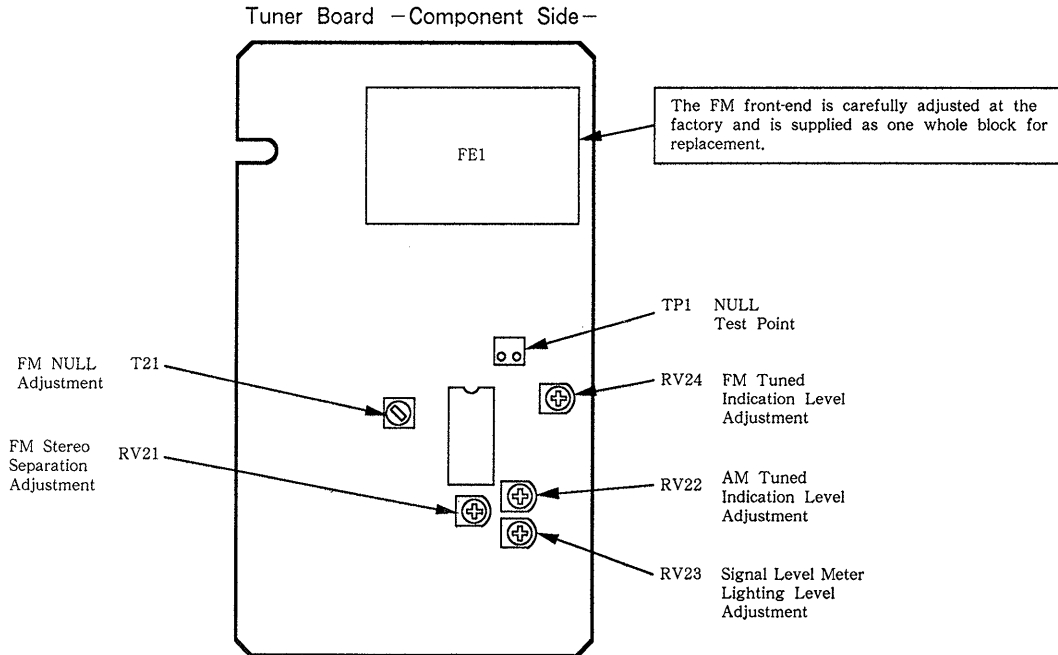 Tuner Board －Component Side－
The FM front-end is carefully adjusted at the
factory and is supplied as one whole block for
replacement.
FE1
TP1 NULL
Test Point
FM NULL T21
Adjustment
RV24 FM Tuned
Indication Level
Adjustment
FM Stereo
Separation RV21
Adjustment
RV22 AM Tuned
Indication Level
Adjustment
RV23 Signal Level Meter
Lighting Level
Adjustment